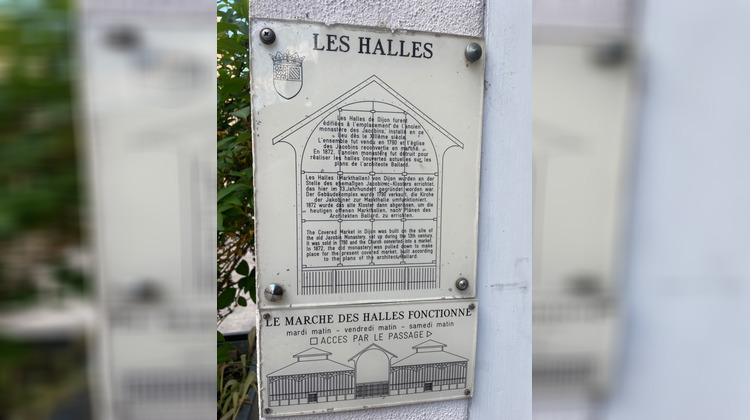 LES HALLES
Les Halles de Dijon furent
édifiées à l'emplacement de l'ancien
monastère des Jacobins, installé en ce
lieu dès le XIIIème siècle.
L'ensemble fut vendu en 1790 et l'église
des Jacobins reconvertie en marché.
En 1872, l'ancien monastère fut détruit pour
réaliser les halles couvertes actuelles sur les
plans de l'architecte Ballard.
Les Halles (Markthallen) von Dijon wurden an der
Stelle des ehemaligen Jacobiner-Klosters errichtet,
das hier im 13.Jahrhundert gegründet worden war.
Der Gebäudekomplex wurde 1790 verkauft, die Kirche
der Jakobiner zur Markthalle umfunktioniert.
1872 wurde das alte Kloster dann abgerissen, um die
heutigen offenen Markthallen, nach Plänen des
Architekten Ballard, zu errichten.
The Covered Market in Dijon was built on the site of
the old Jacobin Monastery, set up during the 13th century.
It was sold in 1790 and the Church converted into a market.
In 1872, the old monastery was pulled down to make
place for the present covered market, built according
to the plans of the architecte Ballard.
LE MARCHE DES HALLES FONCTIONNE
mardi matin - vendredi matin - samedi matin
ACCES PAR LE PASSAGE